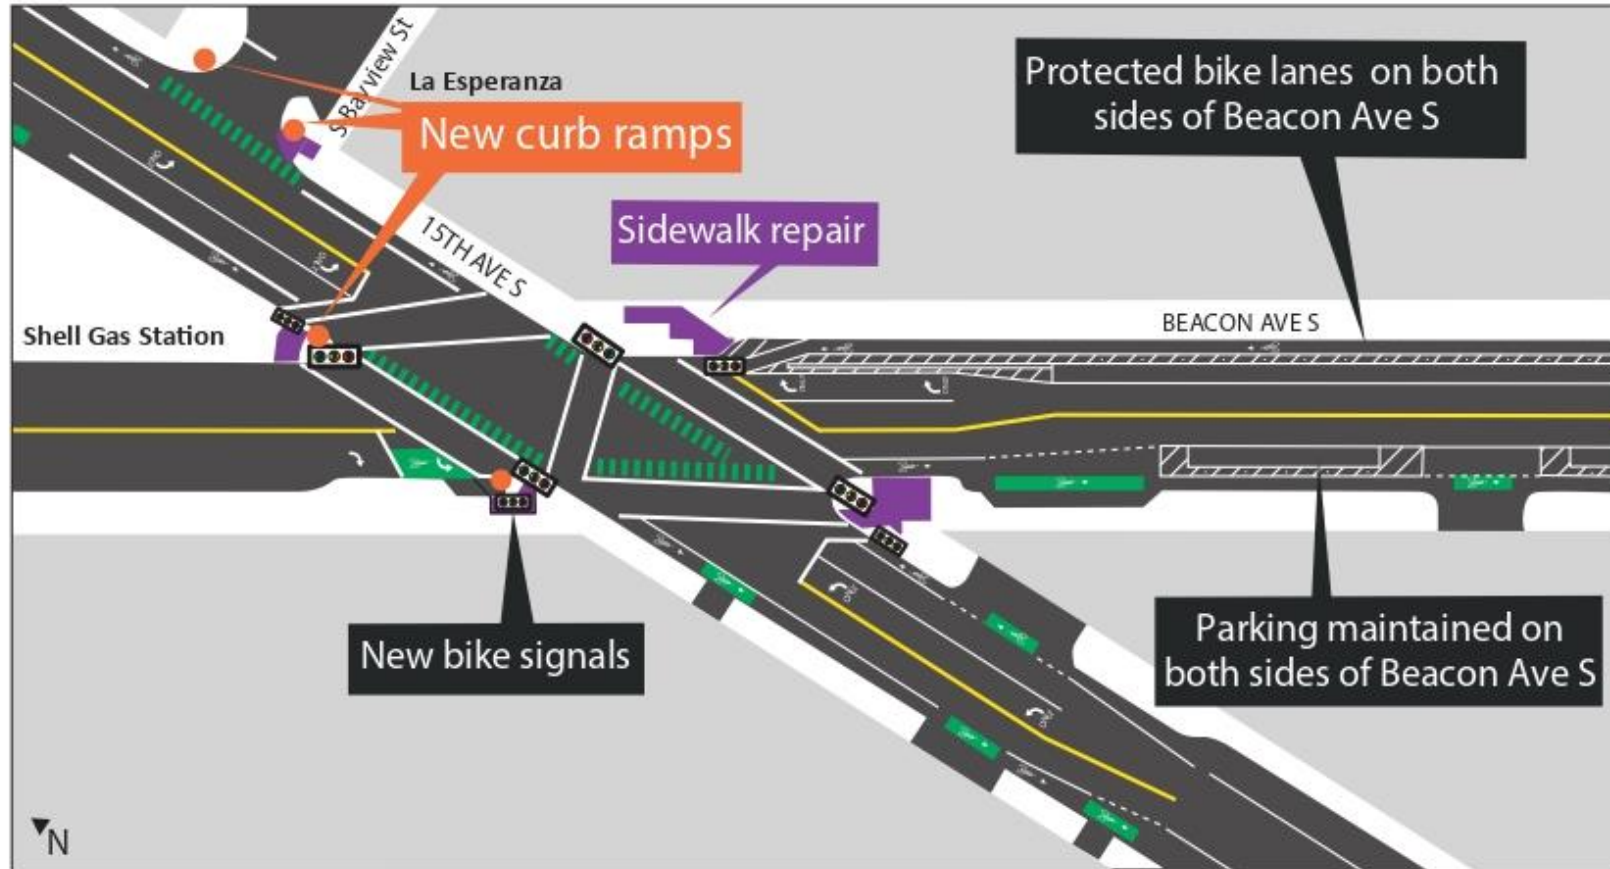 S Bayview St
La Esperanza
New curb ramps
Protected bike lanes on both
sides of Beacon Ave S
15TH AVE S
Sidewalk repair
BEACON AVE S
Shell Gas Station
New bike signals
Parking maintained on
both sides of Beacon Ave S
N